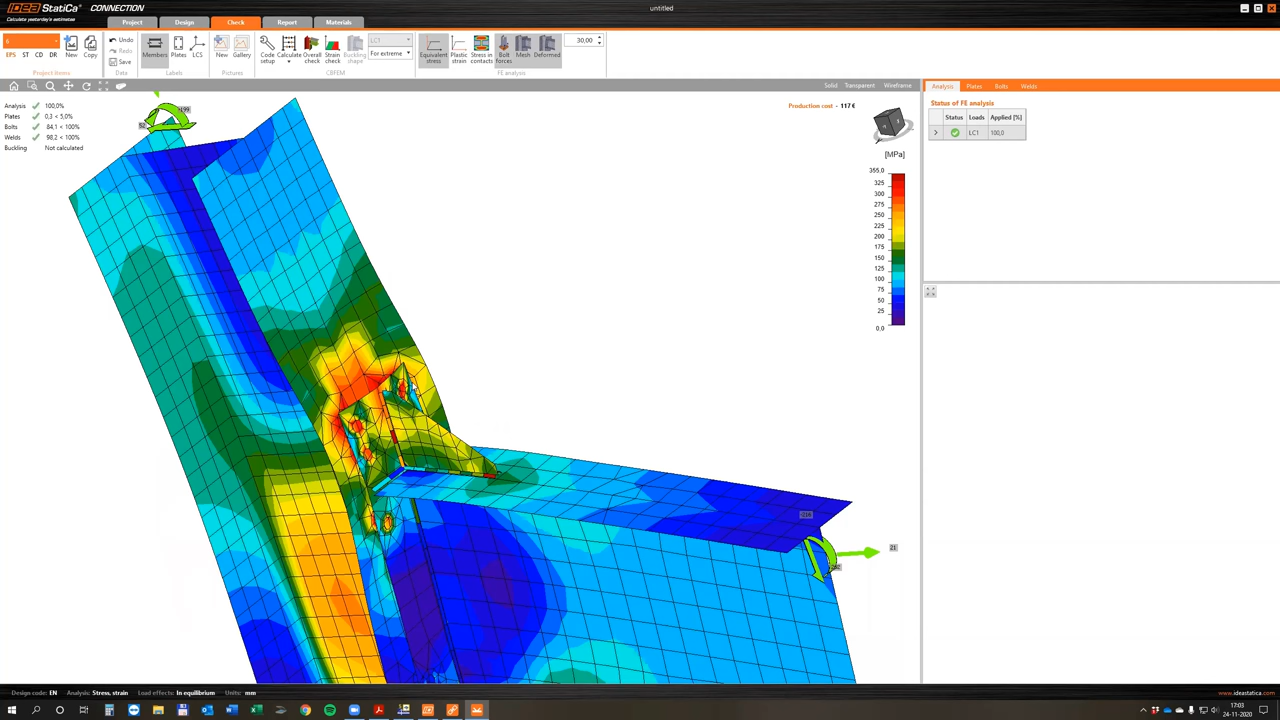 IDEA StatiCa CONNECTION
Calculate yesterday's estimates
untitled
Project Design Check Report Materials
6
EPS ST CD DR
New Copy
Project items
Undo
Redo
Save
Data
Members Plates LCS
Labels
New Gallery
Pictures
Code setup
Calculate
Overall check
Strain check
Buckling shape
LC1
For extreme
CBFEM
Equivalent stress
Plastic strain
Stress in contacts
Bolt forces
Mesh
Deformed
30,00
FE analysis
Solid Transparent Wireframe
Analysis 100,0%
Plates 0,3 < 5,0%
Bolts 84,1 < 100%
Welds 98,2 < 100%
Buckling Not calculated
Production cost - 117 €
[MPa]
355,0
325
300
275
250
225
200
175
150
125
100
75
50
25
0,0
21
Analysis Plates Bolts Welds
Status of FE analysis
Status Loads Applied [%]
LC1 100,0
Design code: EN Analysis: Stress, strain Load effects: In equilibrium Units: mm
www.ideastatica.com
17:03
24-11-2020